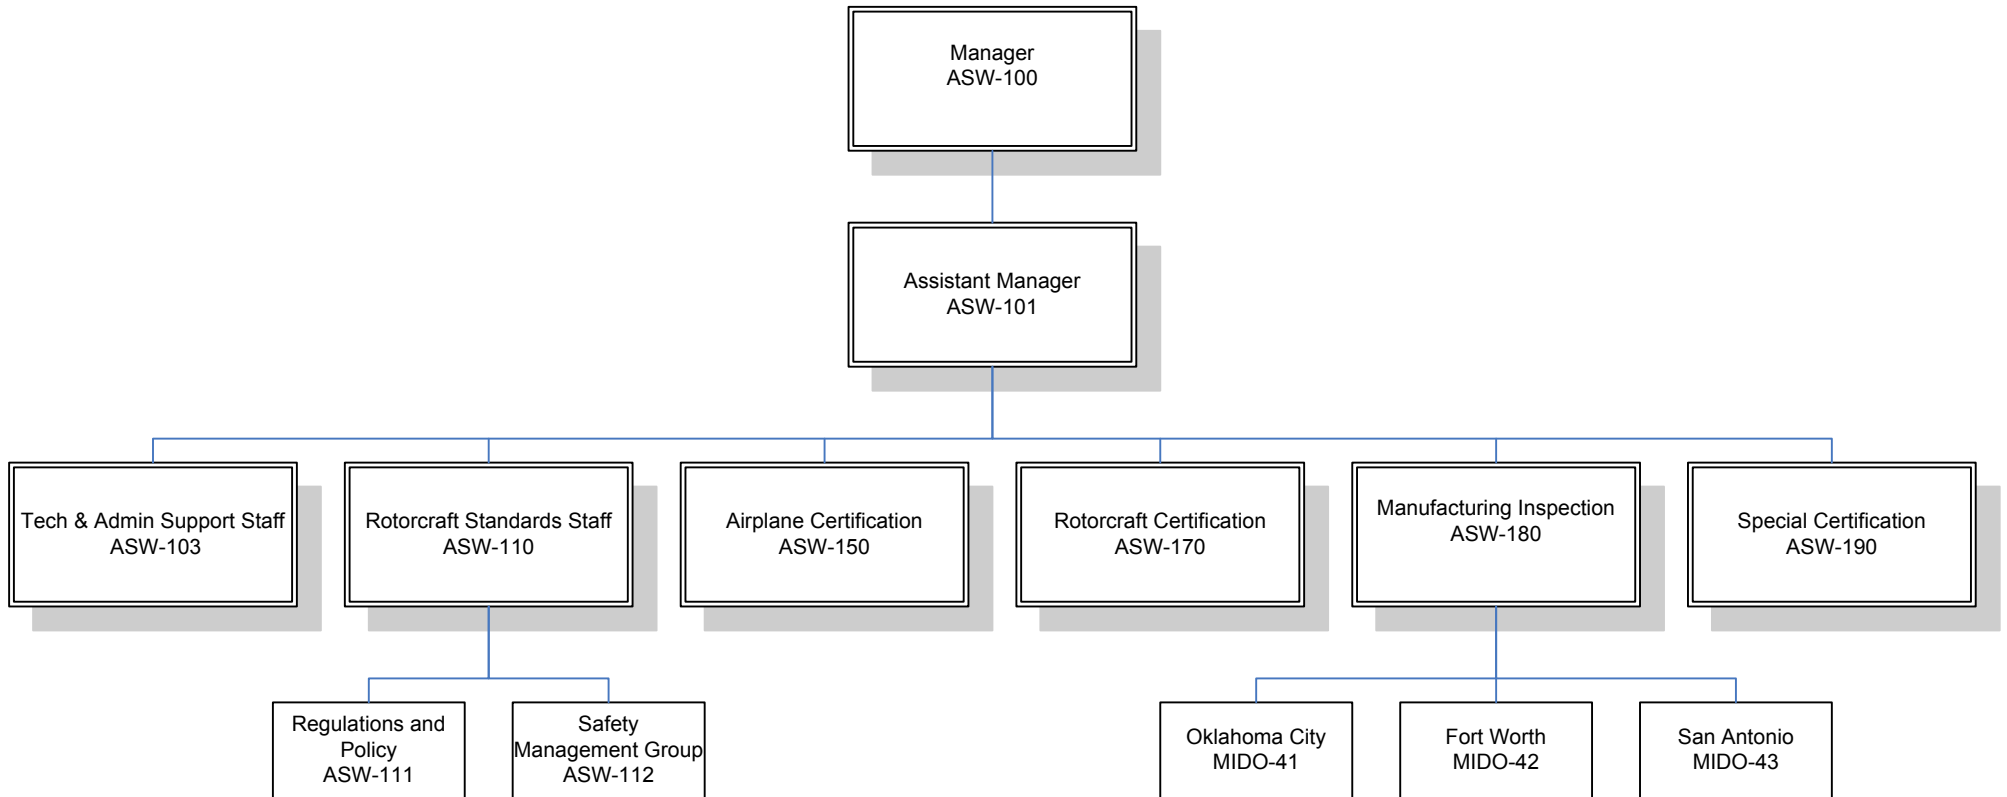 Manager
ASW-100
Assistant Manager
ASW-101
Tech & Admin Support Staff
ASW-103
Rotorcraft Standards Staff
ASW-110
Airplane Certification
ASW-150
Rotorcraft Certification
ASW-170
Manufacturing Inspection
ASW-180
Special Certification
ASW-190
Regulations and
Policy
ASW-111
Safety
Management Group
ASW-112
Oklahoma City
MIDO-41
Fort Worth
MIDO-42
San Antonio
MIDO-43